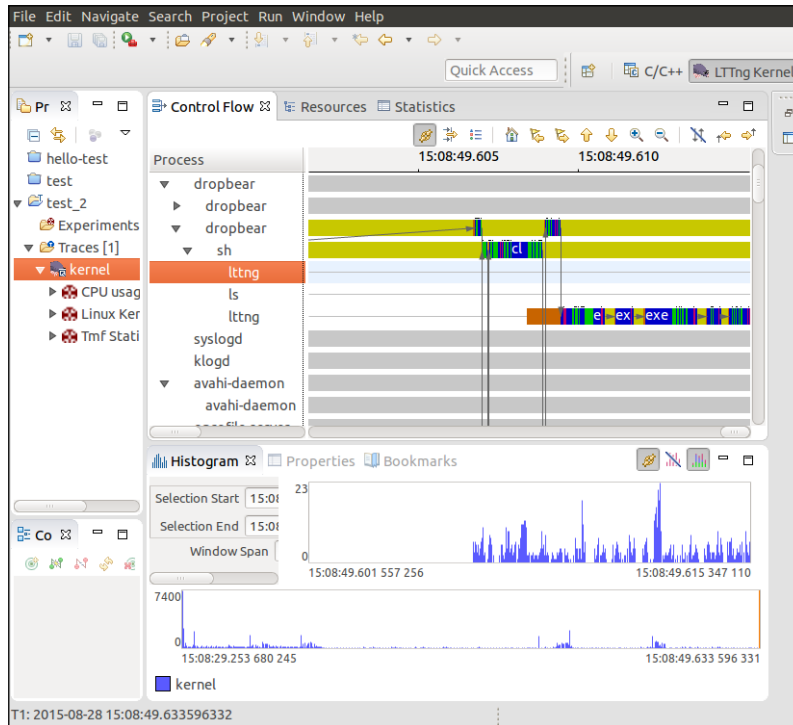 File Edit Navigate Search Project Run Window Help
Quick Access
C/C++
LTTng Kernel
Pr
hello-test
test
test_2
Experiments
Traces [1]
kernel
CPU usag
Linux Ker
Tmf Stati
Co
Control Flow
Resources
Statistics
Process
15:08:49.605
15:08:49.610
dropbear
dropbear
dropbear
sh
cl
lttng
ls
lttng
e
ex
exe
syslogd
klogd
avahi-daemon
avahi-daemon
Histogram
Properties
Bookmarks
Selection Start 15:08
Selection End 15:08
Window Span
23
0
15:08:49.601 557 256
15:08:49.615 347 110
7400
0
15:08:29.253 680 245
15:08:49.633 596 331
kernel
T1: 2015-08-28 15:08:49.633596332